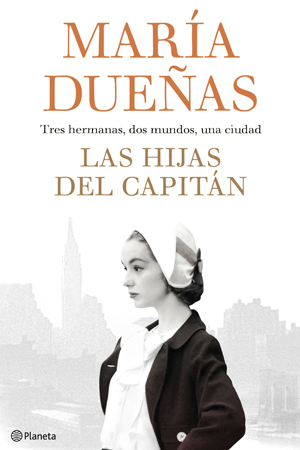 MARÍA
DUEÑAS
Tres hermanas, dos mundos, una ciudad
LAS HIJAS
DEL CAPITÁN
Planeta